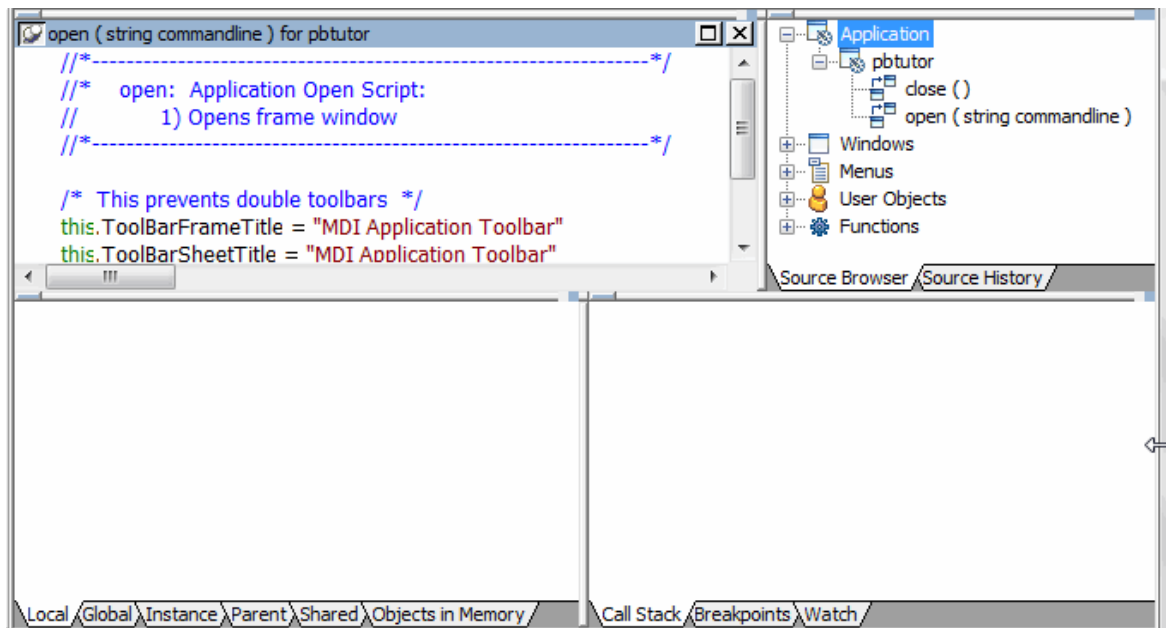 open ( string commandline ) for pbtutor
//*------------------------------------------------------------------*/
//*    open:  Application Open Script:
//          1) Opens frame window
//*------------------------------------------------------------------*/
/*  This prevents double toolbars  */
this.ToolBarFrameTitle = "MDI Application Toolbar"
this.ToolBarSheetTitle = "MDI Application Toolbar"
Application
pbtutor
close ( )
open ( string commandline )
Windows
Menus
User Objects
Functions
Source Browser Source History
Local Global Instance Parent Shared Objects in Memory
Call Stack Breakpoints Watch